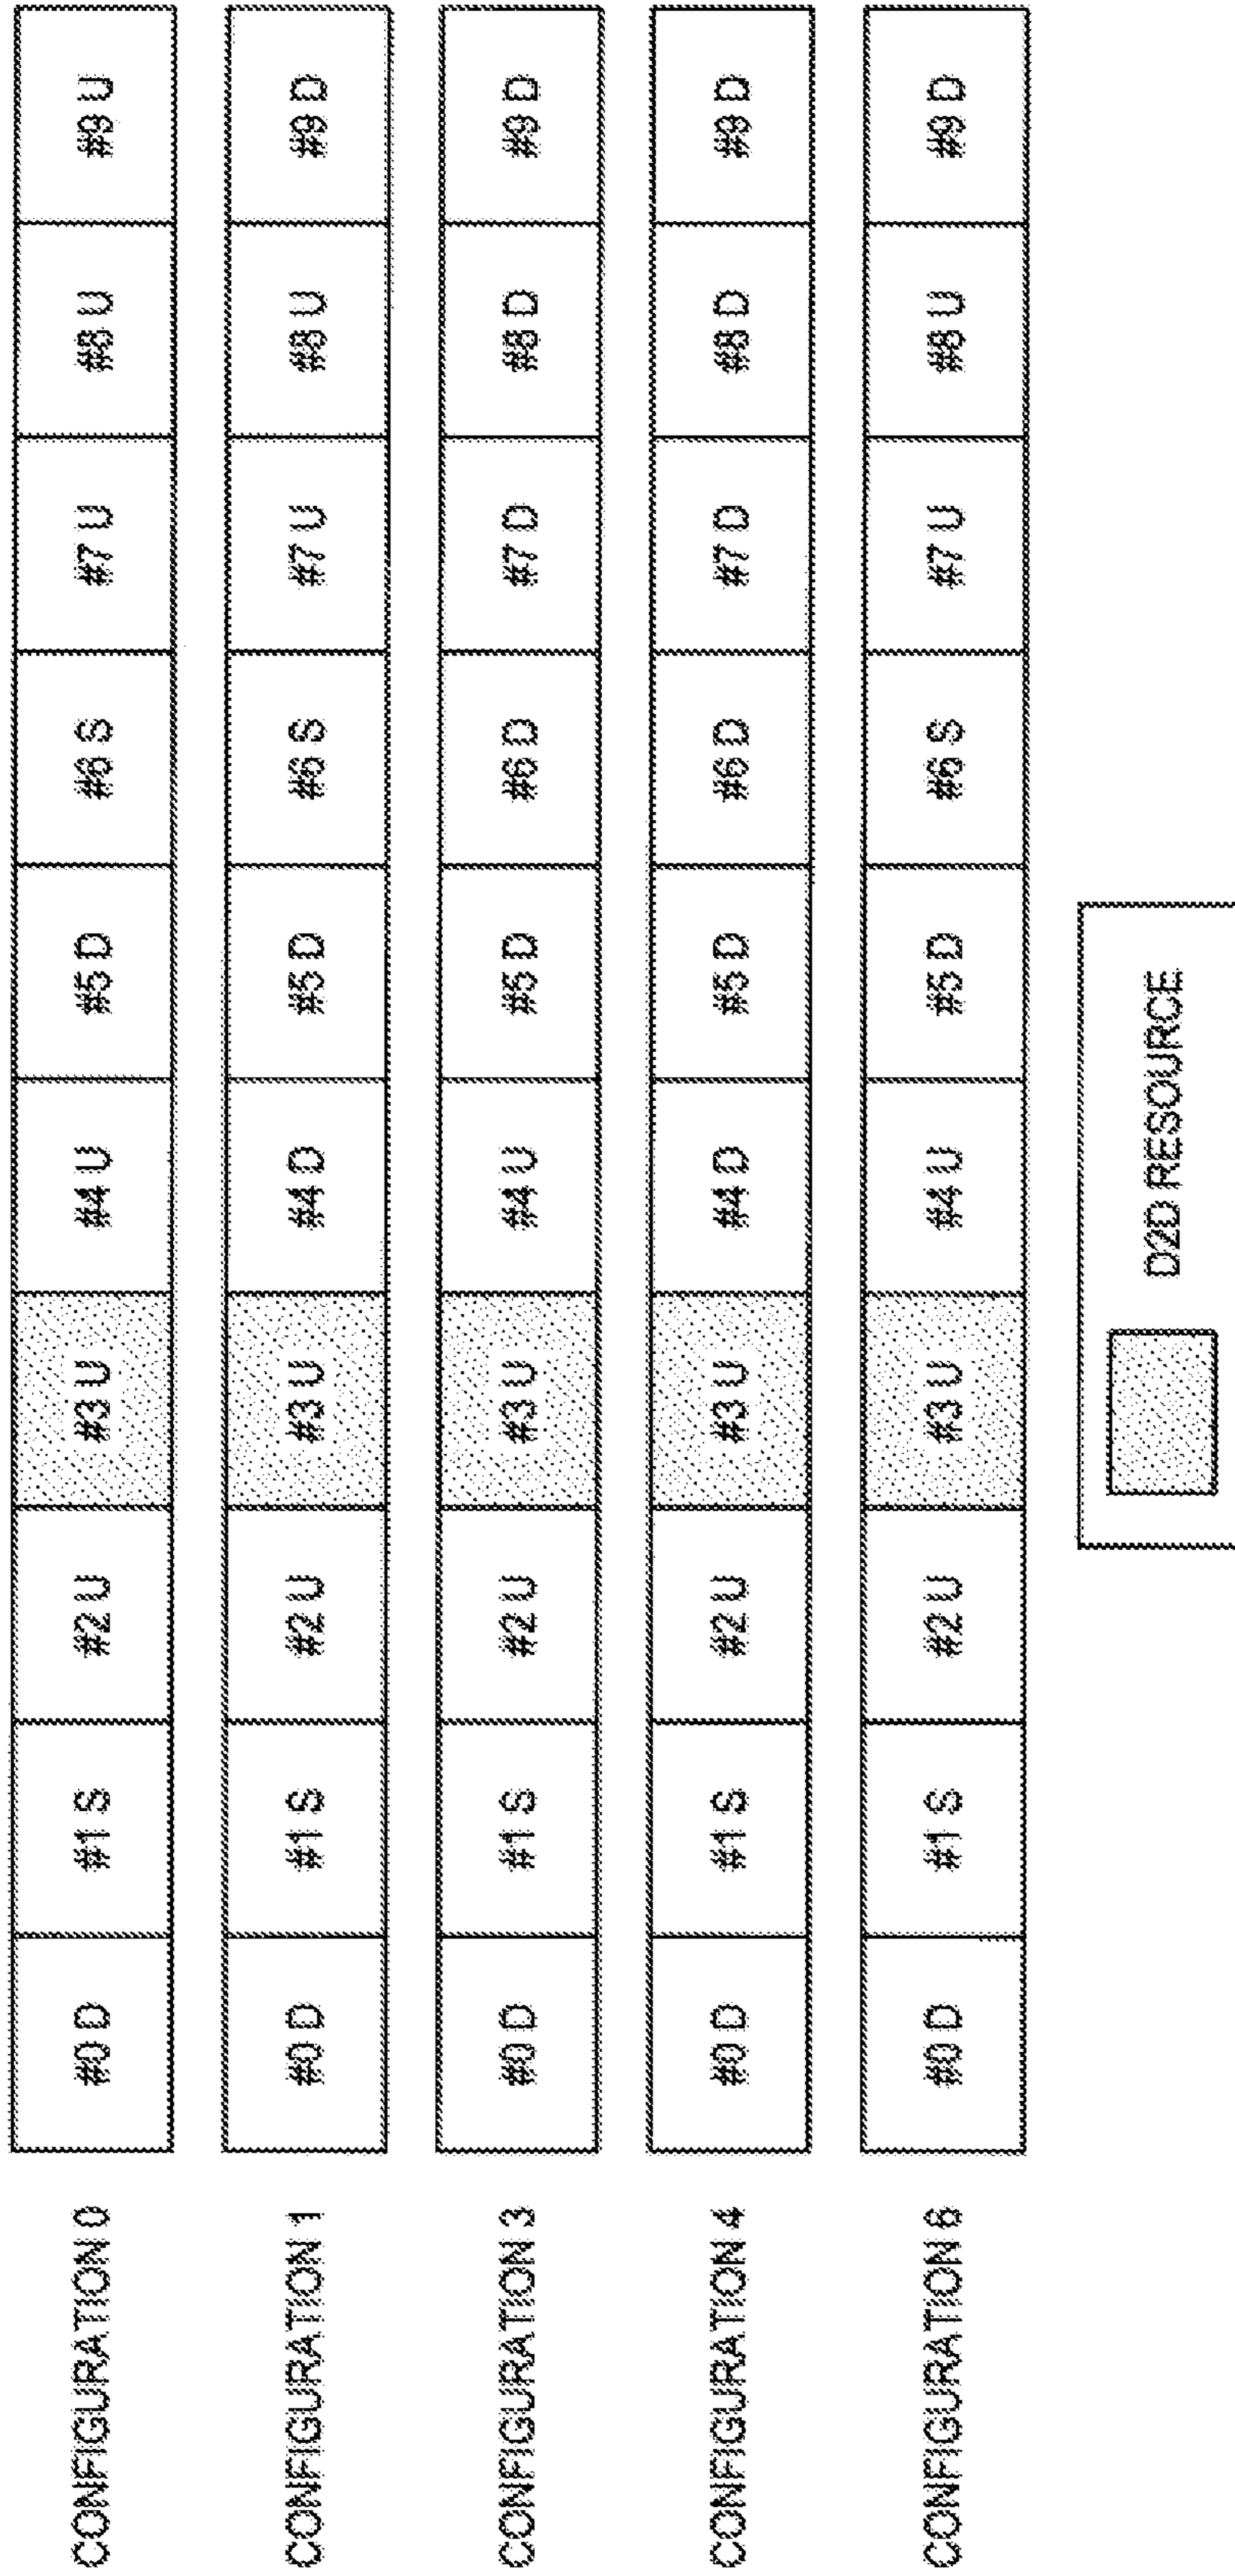 CONFIGURATION 0 #0 D #1 S #2 U #3 U #4 U #5 D #6 S #7 U #8 U #9 U
CONFIGURATION 1 #0 D #1 S #2 U #3 U #4 D #5 D #6 S #7 U #8 U #9 D
CONFIGURATION 3 #0 D #1 S #2 U #3 U #4 U #5 D #6 D #7 D #8 D #9 D
CONFIGURATION 4 #0 D #1 S #2 U #3 U #4 D #5 D #6 D #7 D #8 D #9 D
CONFIGURATION 6 #0 D #1 S #2 U #3 U #4 U #5 D #6 S #7 U #8 U #9 D
D2D RESOURCE